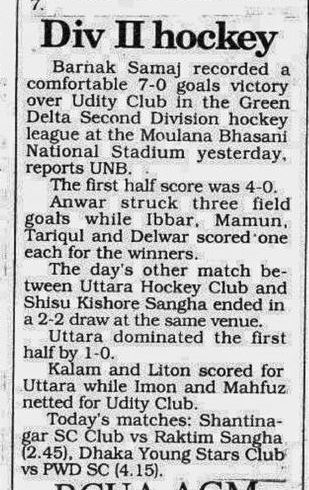 7.
Div II hockey
Barnak Samaj recorded a
comfortable 7-0 goals victory
over Udity Club in the Green
Delta Second Division hockey
league at the Moulana Bhasani
National Stadium yesterday,
reports UNB.
The first half score was 4-0.
Anwar struck three field
goals while Ibbar, Mamun,
Tariqul and Delwar scored one
each for the winners.
The day's other match be-
tween Uttara Hockey Club and
Shisu Kishore Sangha ended in
a 2-2 draw at the same venue.
Uttara dominated the first
half by 1-0.
Kalam and Liton scored for
Uttara while Imon and Mahfuz
netted for Udity Club.
Today's matches: Shantina-
gar SC Club vs Raktim Sangha
(2.45), Dhaka Young Stars Club
vs PWD SC (4.15).